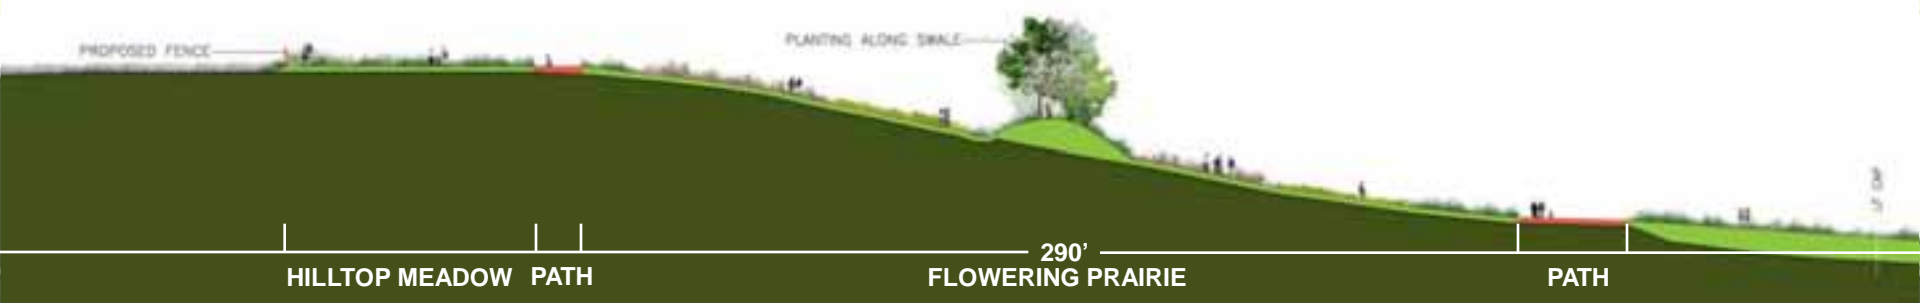 PROPOSED FENCE
PLANTING ALONG SWALE
290’
HILLTOP MEADOW PATH FLOWERING PRAIRIE PATH